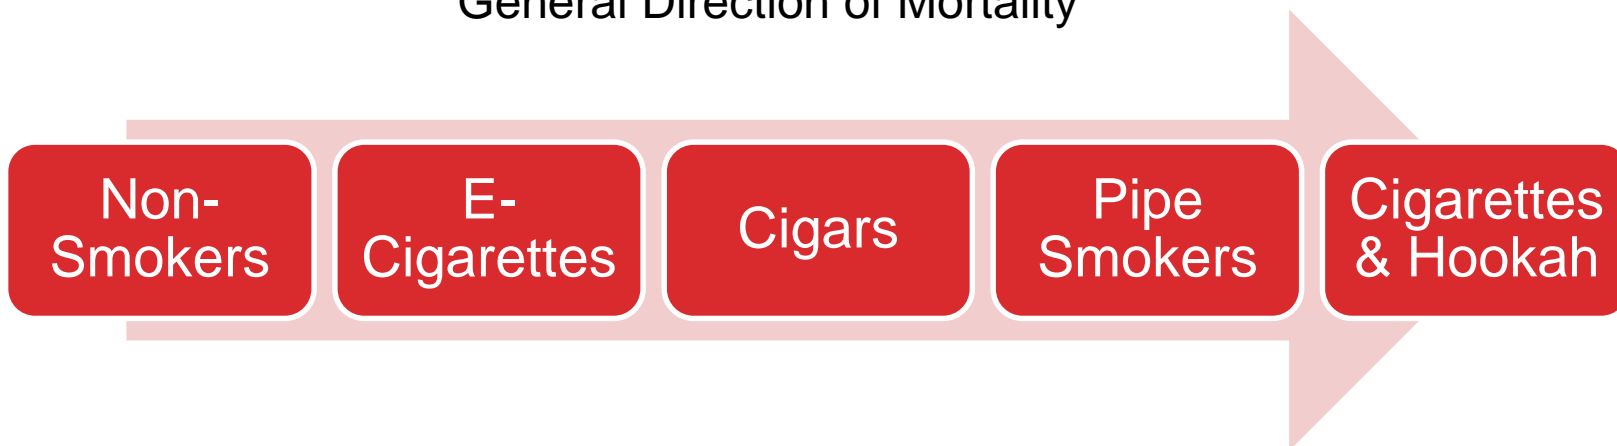 General Direction of Mortality
Non-
Smokers
E-
Cigarettes
Cigars
Pipe
Smokers
Cigarettes
& Hookah